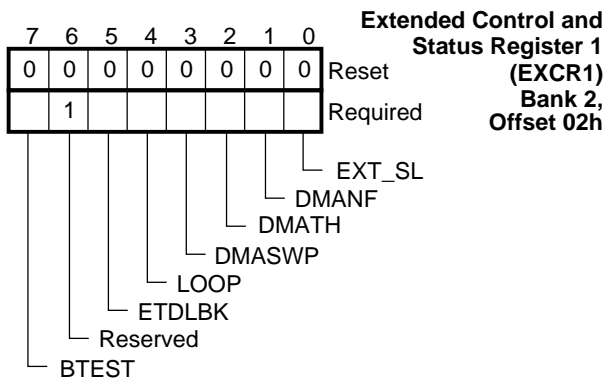 Extended Control and
Status Register 1
(EXCR1)
Bank 2,
Offset 02h
7 6 5 4 3 2 1 0
0 0 0 0 0 0 0 0 Reset
1 Required
EXT_SL
DMANF
DMATH
DMASWP
LOOP
ETDLBK
Reserved
BTEST